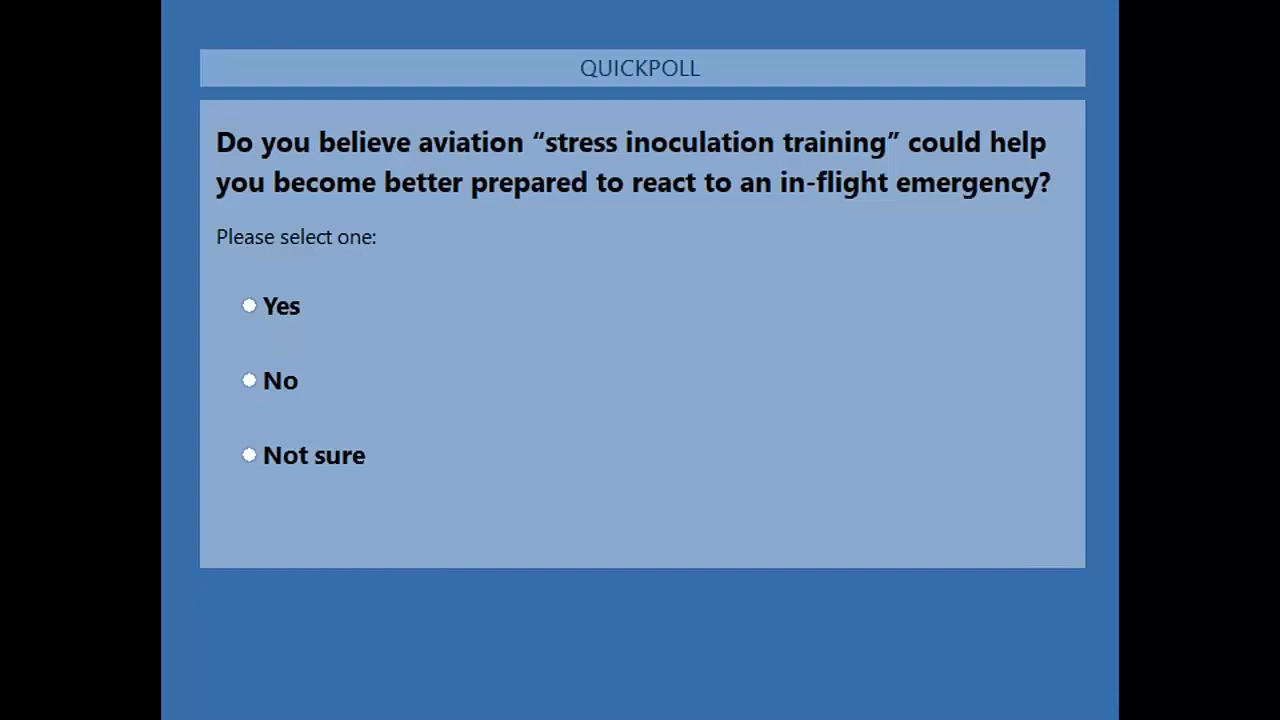 QUICKPOLL
Do you believe aviation “stress inoculation training” could help
you become better prepared to react to an in-flight emergency?
Please select one:
Yes
No
Not sure